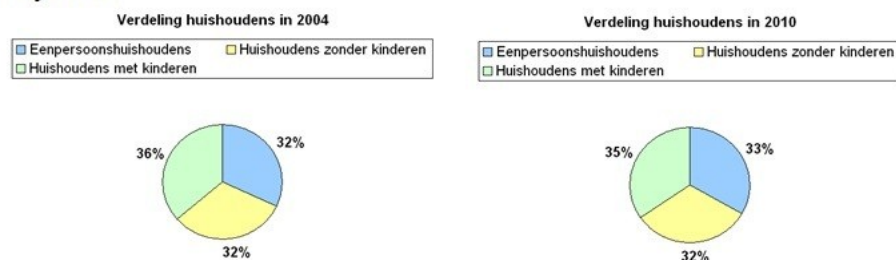 Verdeling huishoudens in 2004
Eenpersoonshuishoudens Huishoudens zonder kinderen
Huishoudens met kinderen
36%
32%
32%
Verdeling huishoudens in 2010
Eenpersoonshuishoudens Huishoudens zonder kinderen
Huishoudens met kinderen
35%
33%
32%